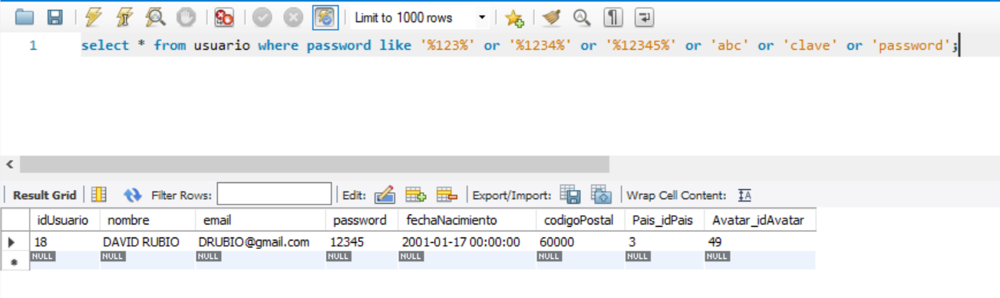 Limit to 1000 rows
1 select * from usuario where password like '%123%' or '%1234%' or '%12345%' or 'abc' or 'clave' or 'password';
Result Grid Filter Rows: Edit: Export/Import: Wrap Cell Content:
idUsuario nombre email password fechaNacimiento codigoPostal Pais_idPais Avatar_idAvatar
18 DAVID RUBIO DRUBIO@gmail.com 12345 2001-01-17 00:00:00 60000 3 49
NULL NULL NULL NULL NULL NULL NULL NULL